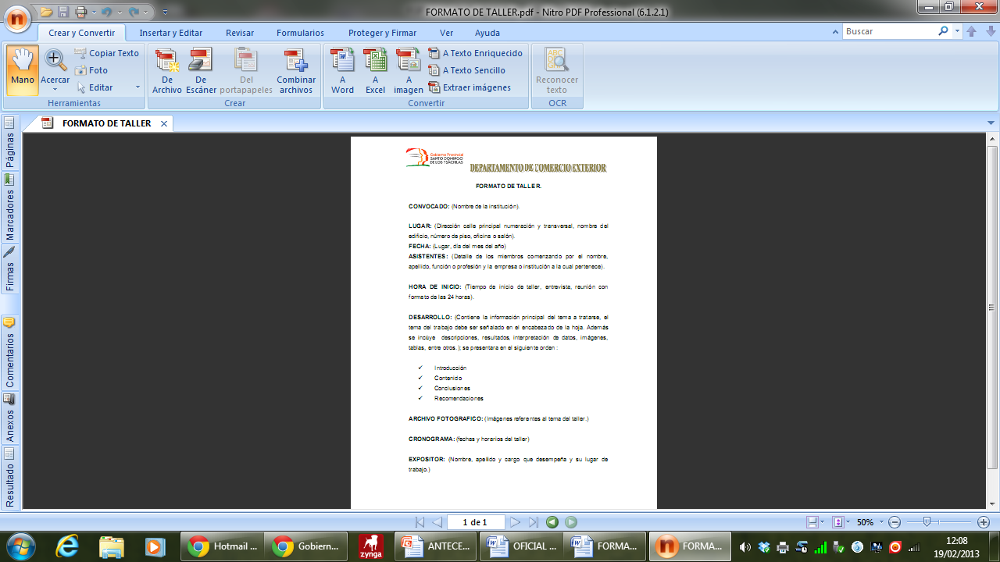 FORMATO DE TALLER.pdf - Nitro PDF Professional (6.1.2.1)
Crear y Convertir
Insertar y Editar
Revisar
Formularios
Proteger y Firmar
Ver
Ayuda
Buscar
Mano
Acercar
Copiar Texto
Foto
Editar
Herramientas
De Archivo
De Escáner
Del portapapeles
Combinar archivos
Crear
A Word
A Excel
A imagen
A Texto Enriquecido
A Texto Sencillo
Extraer imágenes
Convertir
Reconocer texto
OCR
FORMATO DE TALLER
Páginas
Marcadores
Firmas
Comentarios
Anexos
Resultado
Gobierno Provincial
SANTO DOMINGO
DE LOS TSÁCHILAS
DEPARTAMENTO DE COMERCIO EXTERIOR
FORMATO DE TALLER.
CONVOCADO: (Nombre de la institución).
LUGAR: (Dirección calle principal numeración y transversal, nombre del
edificio, número de piso, oficina o salón).
FECHA: (Lugar, día del mes del año)
ASISTENTES: (Detalle de los miembros comenzando por el nombre,
apellido, función o profesión y la empresa o institución a la cual pertenece).
HORA DE INICIO: (Tiempo de inicio de taller, entrevista, reunión con
formato de las 24 horas).
DESARROLLO: (Contiene la información principal del tema a tratarse, el
tema del trabajo debe ser señalado en el encabezado de la hoja. Además
se incluye descripciones, resultados, interpretación de datos, imágenes,
tablas, entre otros.); se presentara en el siguiente orden :
✓ Introducción
✓ Contenido
✓ Conclusiones
✓ Recomendaciones
ARCHIVO FOTOGRAFICO: (Imágenes referentes al tema del taller.)
CRONOGRAMA: (fechas y horarios del taller)
EXPOSITOR: (Nombre, apellido y cargo que desempeña y su lugar de
trabajo.)
1 de 1
50%
Hotmail ...
Gobiern...
zynga
ANTECE...
OFICIAL ...
FORMA...
FORMA...
12:08
19/02/2013